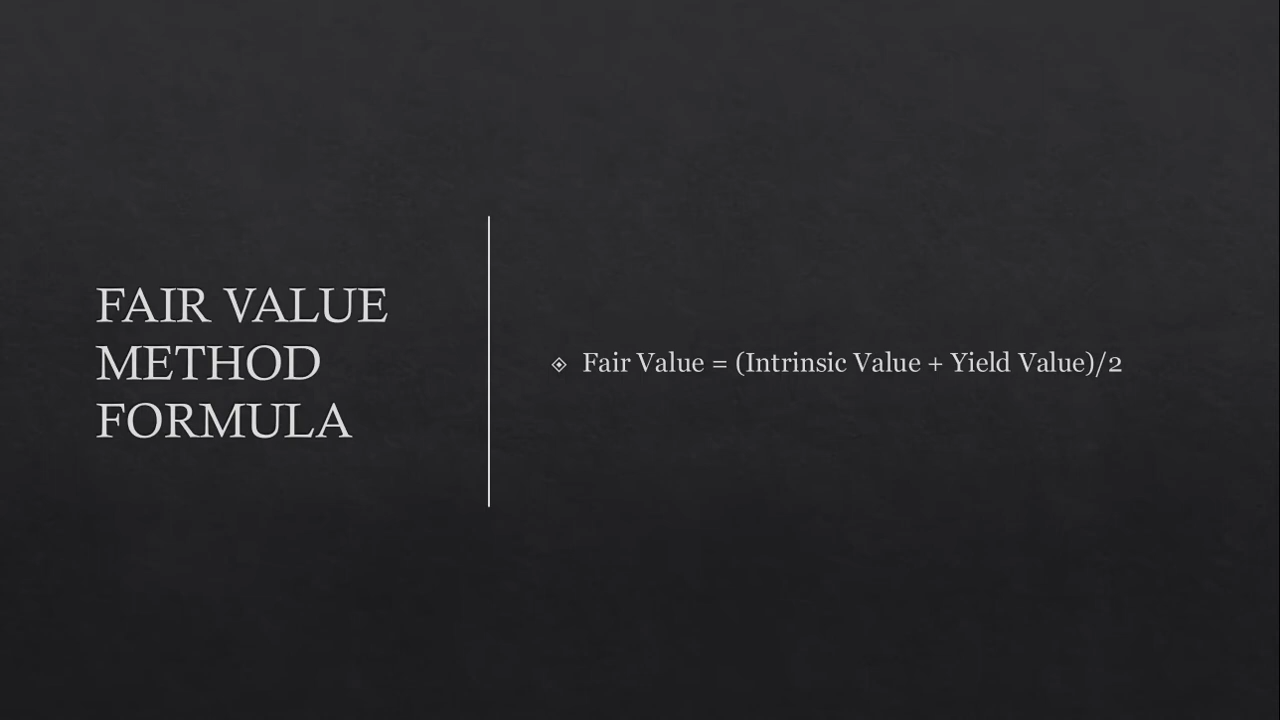 FAIR VALUE
METHOD
FORMULA
Fair Value = (Intrinsic Value + Yield Value)/2